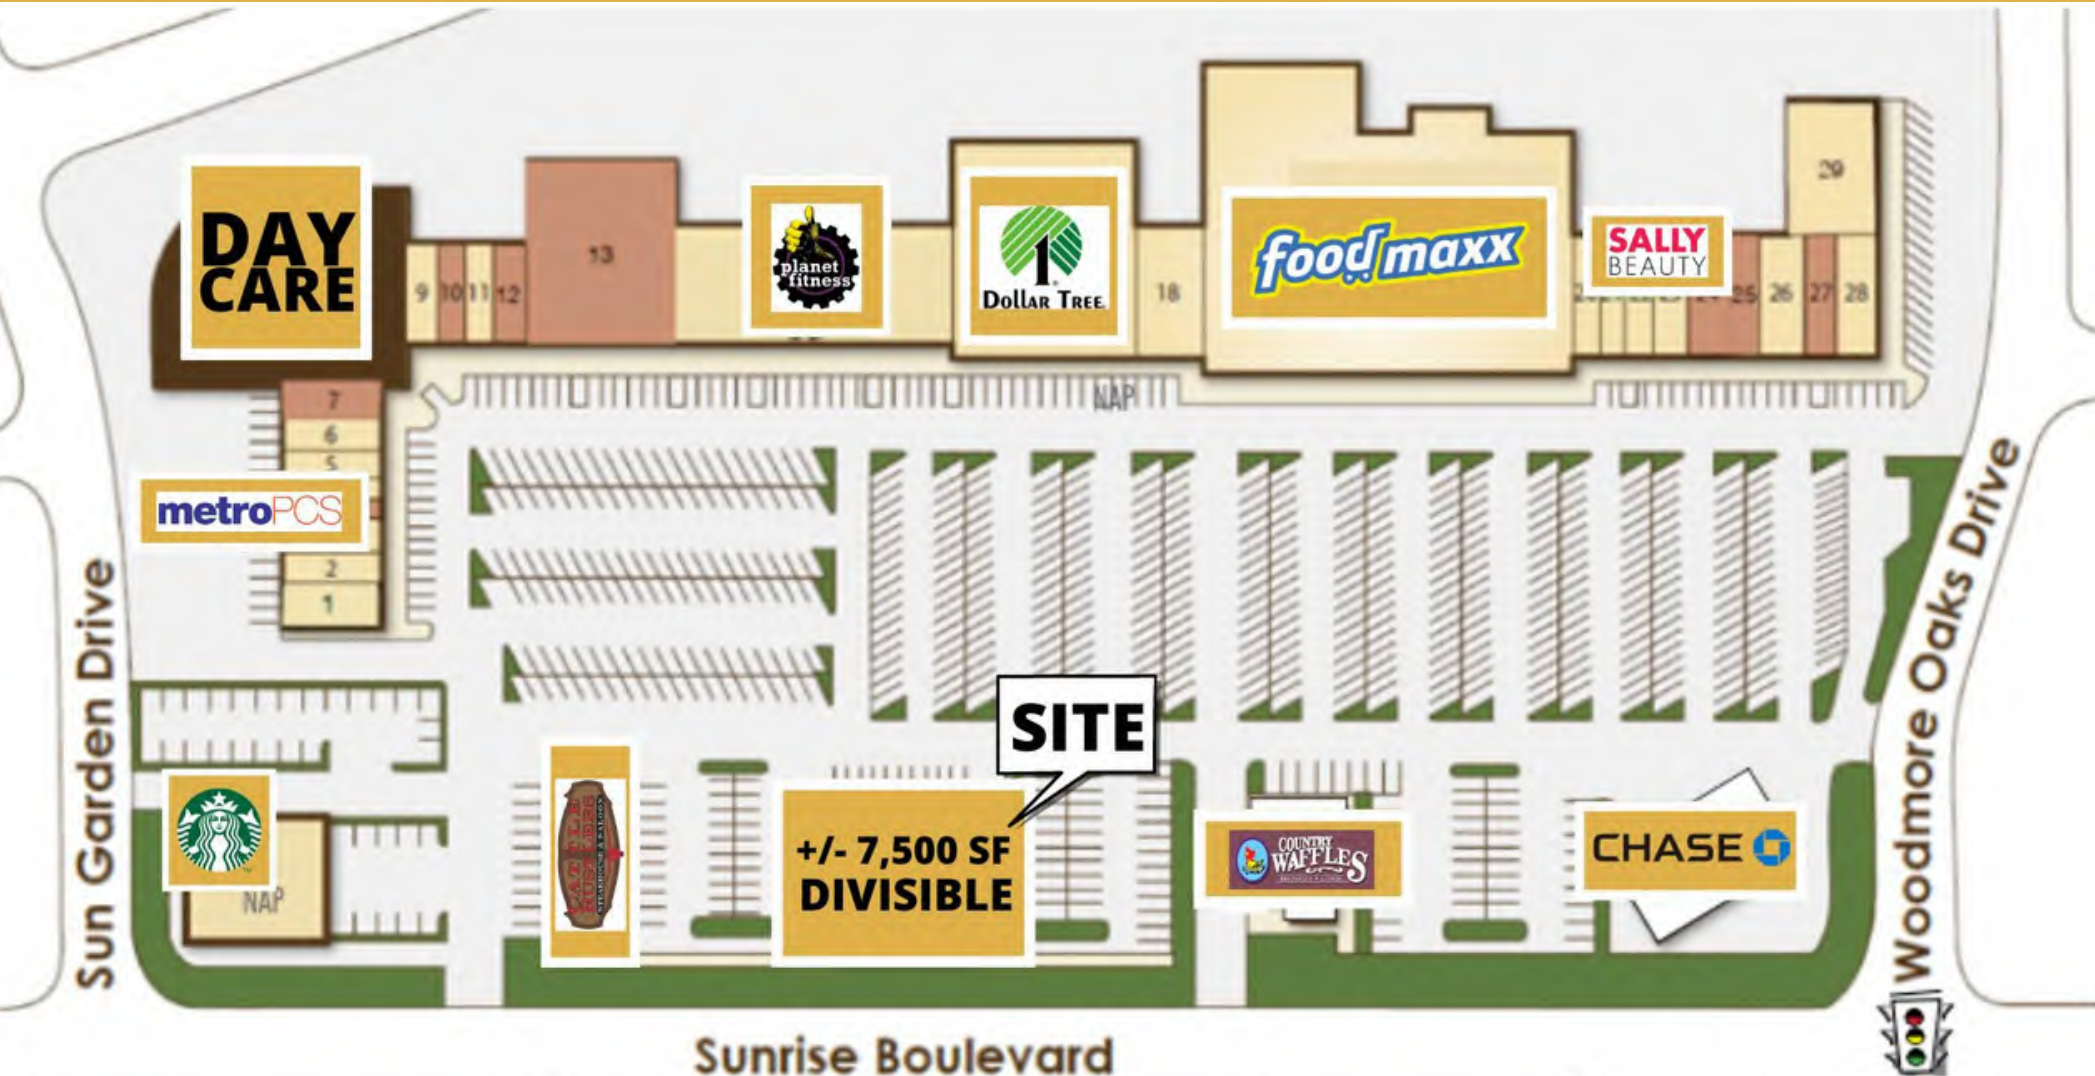 DAY
CARE
9
10
11
12
13
planet
fitness
DOLLAR TREE
18
foodmaxx
SALLY
BEAUTY
25
26
27
28
29
NAP
7
6
5
metroPCS
2
1
Sun Garden Drive
Woodmore Oaks Drive
SITE
+/- 7,500 SF
DIVISIBLE
STEAKHOUSE & SALOON
COUNTRY
WAFFLES
CHASE
NAP
Sunrise Boulevard